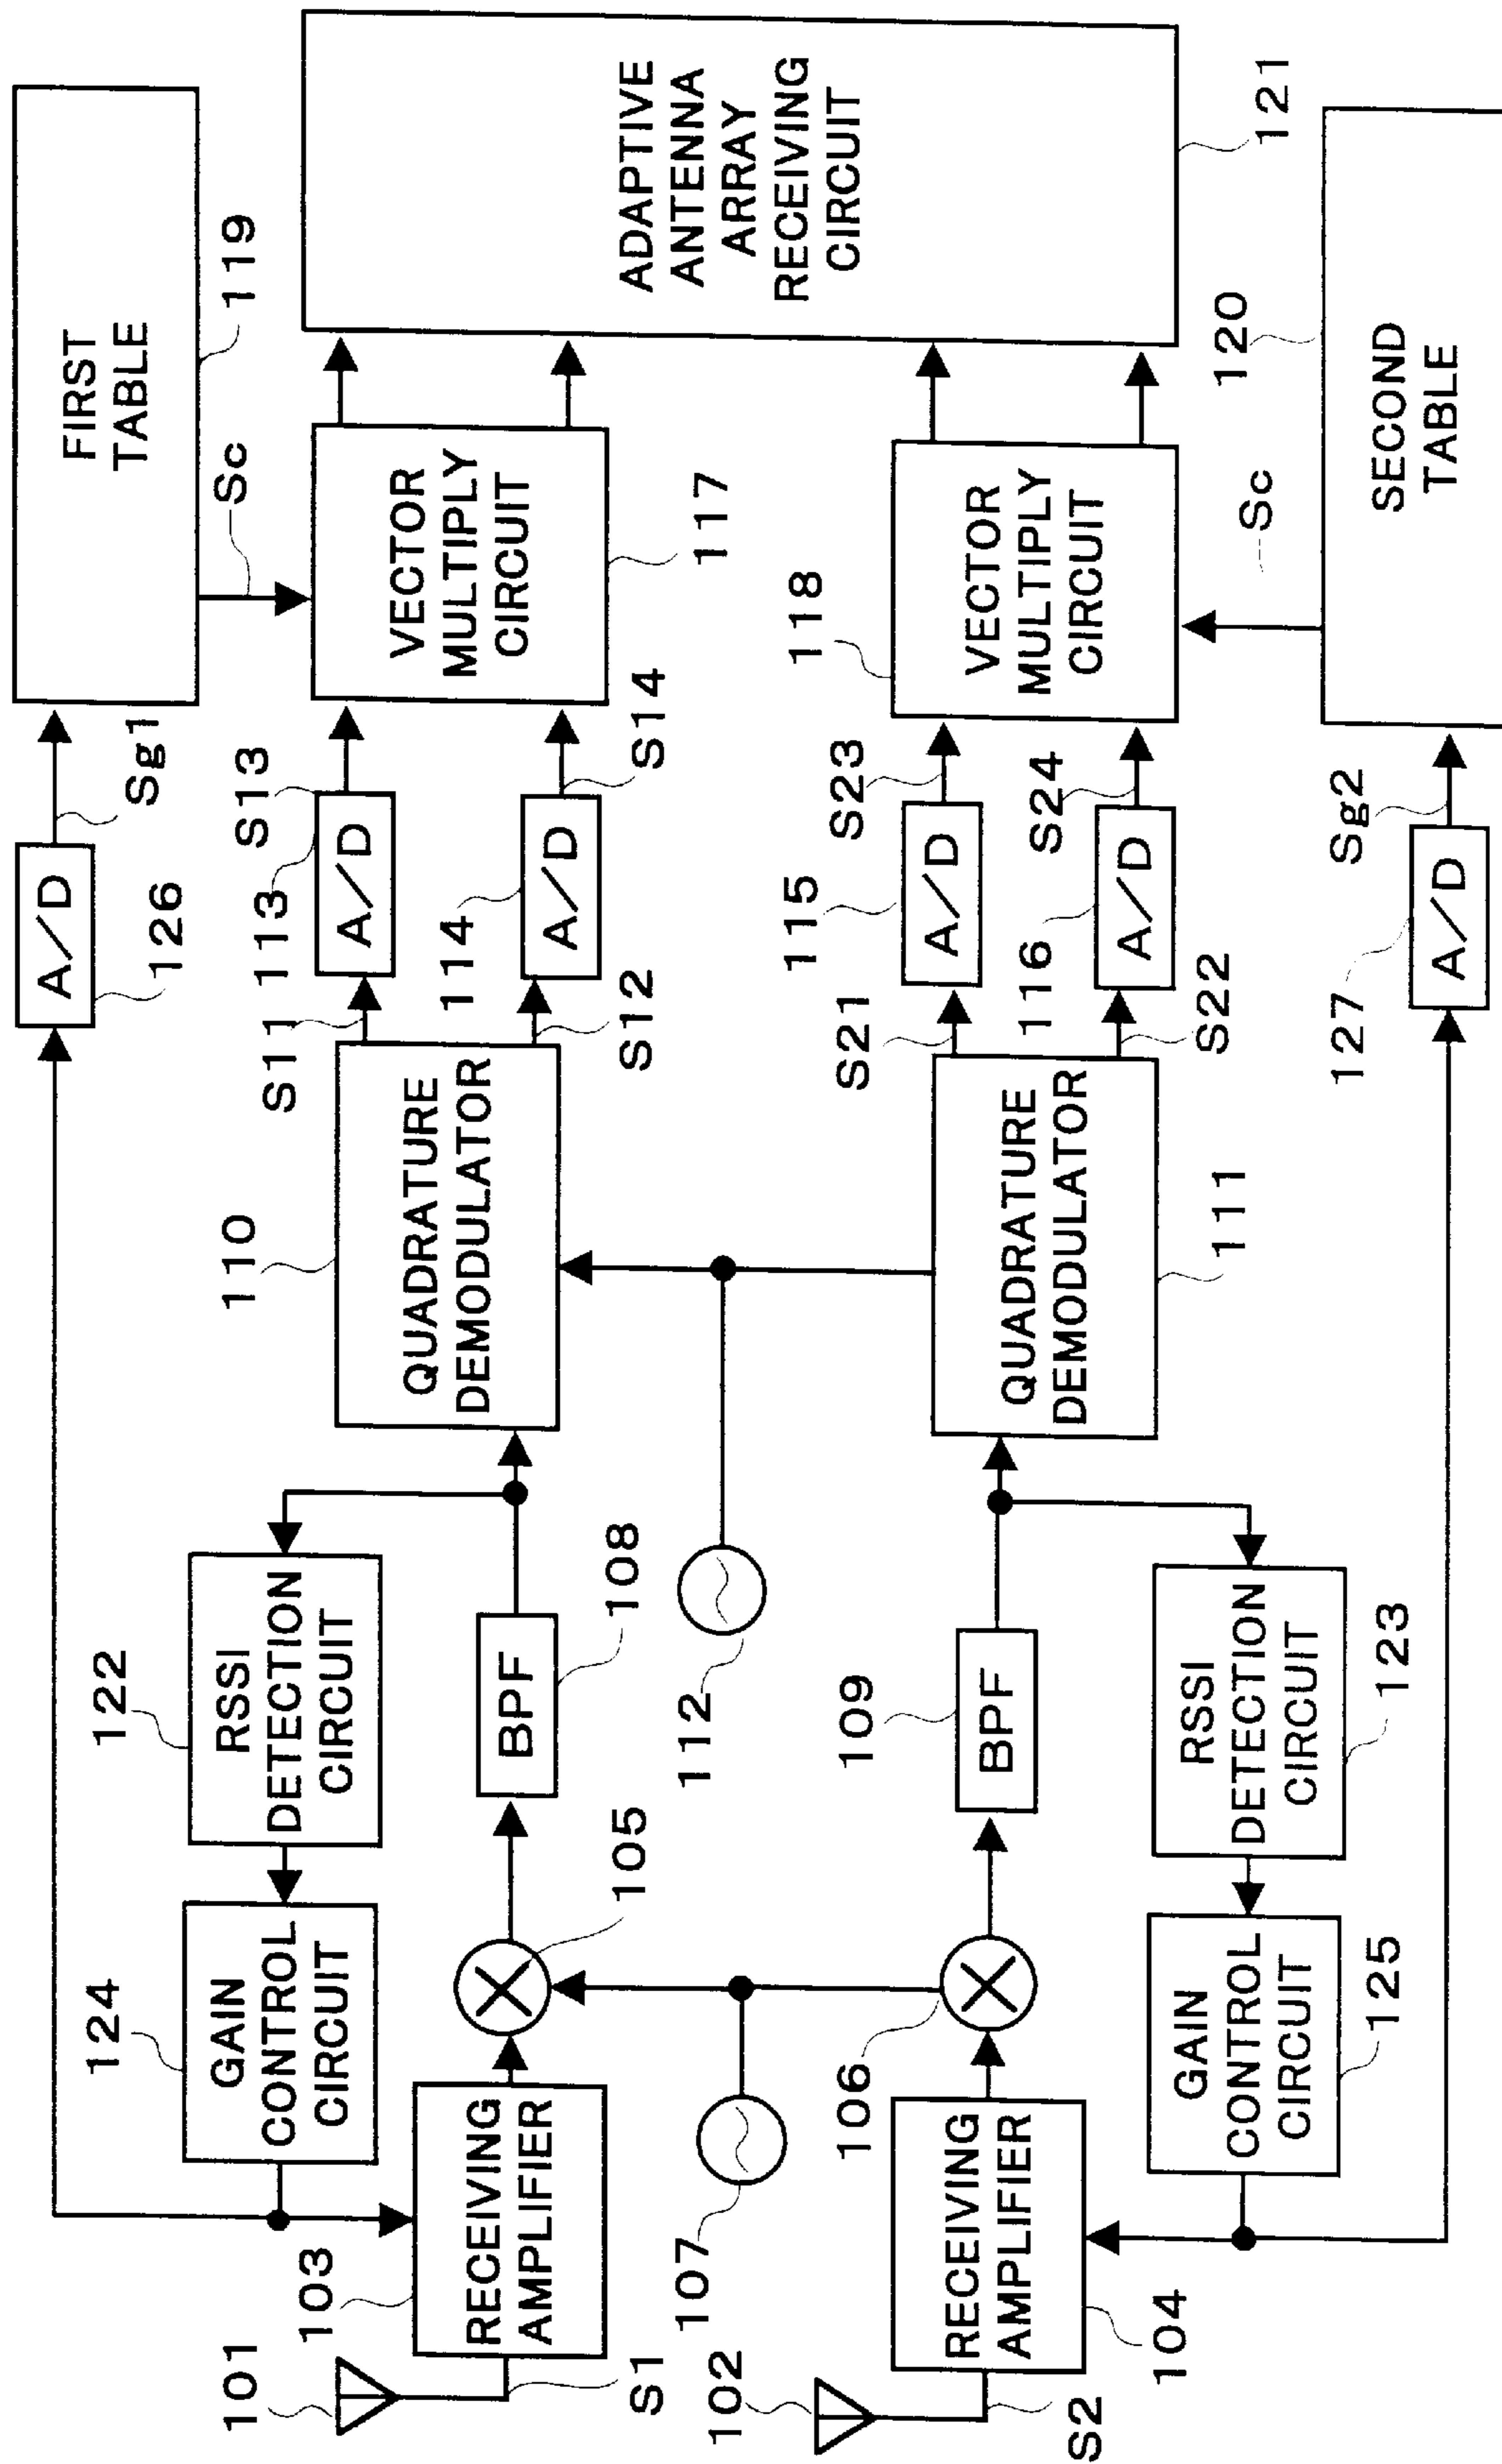 FIRST
TABLE
119
Sc
Sg1
A/D
126
ADAPTIVE
ANTENNA
ARRAY
RECEIVING
CIRCUIT
121
VECTOR
MULTIPLY
CIRCUIT
117
S13
S14
113
A/D
114
A/D
S11
S12
110
QUADRATURE
DEMODULATOR
122
RSSI
DETECTION
CIRCUIT
124
GAIN
CONTROL
CIRCUIT
BPF
108
105
103
RECEIVING
AMPLIFIER
101
S1
112
107
118
VECTOR
MULTIPLY
CIRCUIT
Sc
120
SECOND
TABLE
S23
S24
115
A/D
116
A/D
S21
S22
Sg2
A/D
127
QUADRATURE
DEMODULATOR
111
109
BPF
RSSI
DETECTION
CIRCUIT
123
106
GAIN
CONTROL
CIRCUIT
125
RECEIVING
AMPLIFIER
104
102
S2